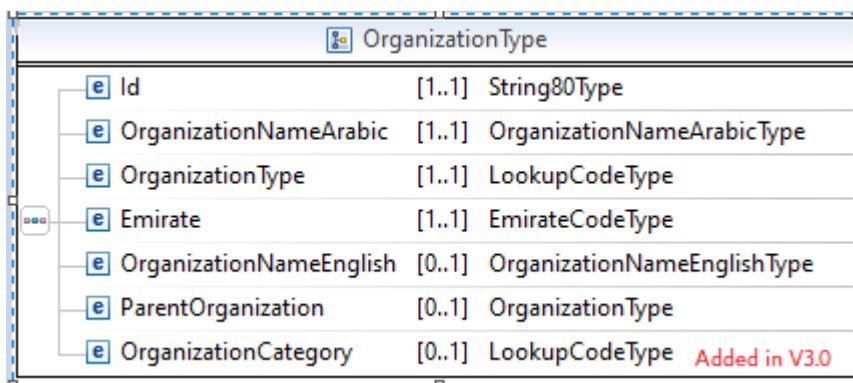 OrganizationType
e Id [1..1] String80Type
e OrganizationNameArabic [1..1] OrganizationNameArabicType
e OrganizationType [1..1] LookupCodeType
e Emirate [1..1] EmirateCodeType
e OrganizationNameEnglish [0..1] OrganizationNameEnglishType
e ParentOrganization [0..1] OrganizationType
e OrganizationCategory [0..1] LookupCodeType Added in V3.0